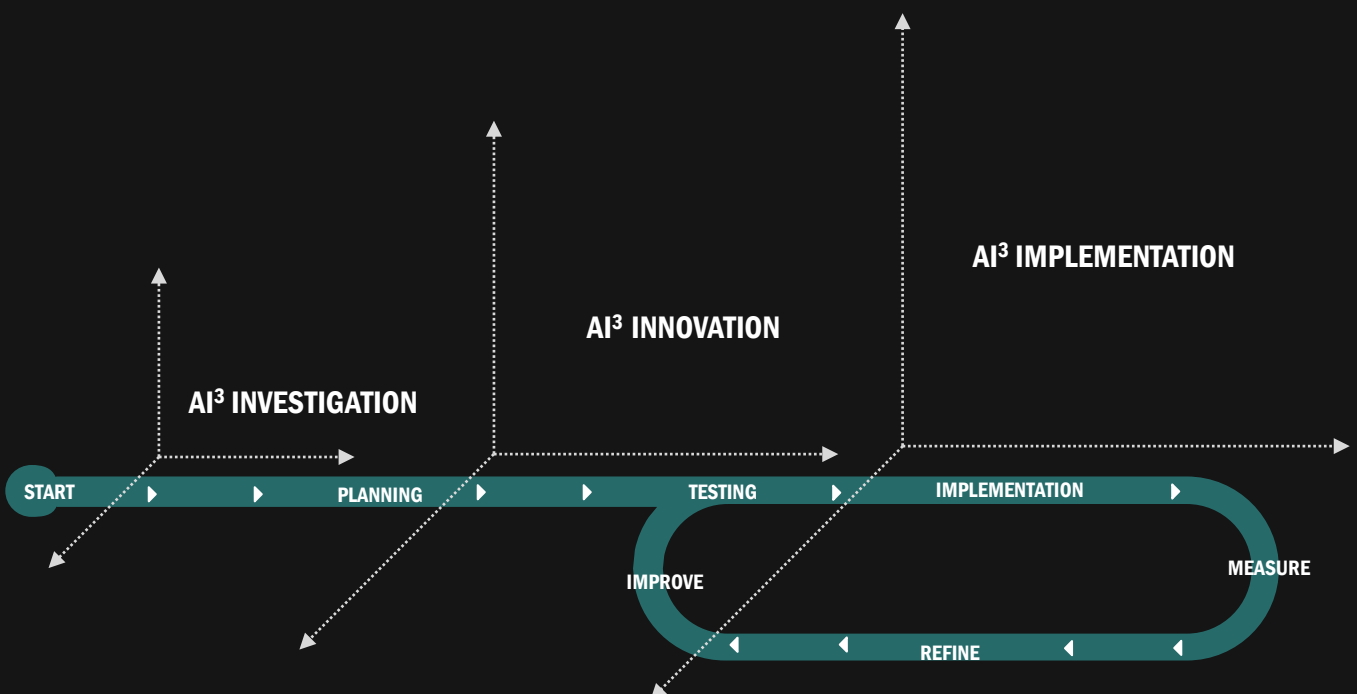 AI³ IMPLEMENTATION
AI³ INNOVATION
AI³ INVESTIGATION
START
PLANNING
TESTING
IMPLEMENTATION
IMPROVE
MEASURE
REFINE